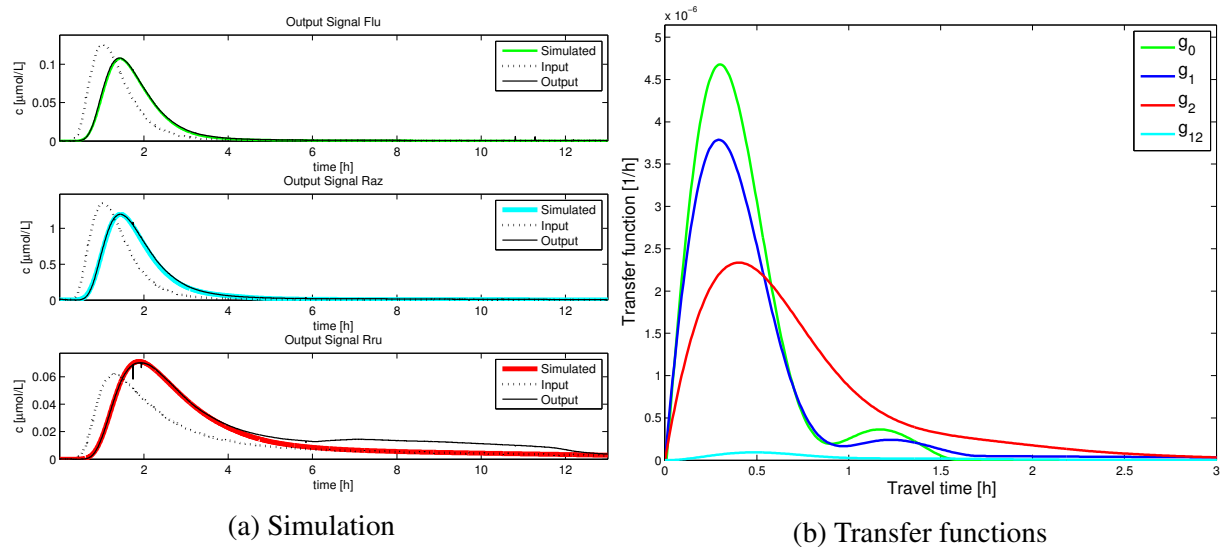 Output Signal Flu
c [µmol/L]
0.1
0.05
0
2 4 6 8 10 12
time [h]
Simulated
Input
Output
Output Signal Raz
c [µmol/L]
1
0.5
0
2 4 6 8 10 12
time [h]
Simulated
Input
Output
Output Signal Rru
c [µmol/L]
0.06
0.04
0.02
0
2 4 6 8 10 12
time [h]
Simulated
Input
Output
(a) Simulation
x 10⁻⁶
5
4.5
4
3.5
3
2.5
2
1.5
1
0.5
0
Transfer function [1/h]
0 0.5 1 1.5 2 2.5 3
Travel time [h]
g₀
g₁
g₂
g₁₂
(b) Transfer functions